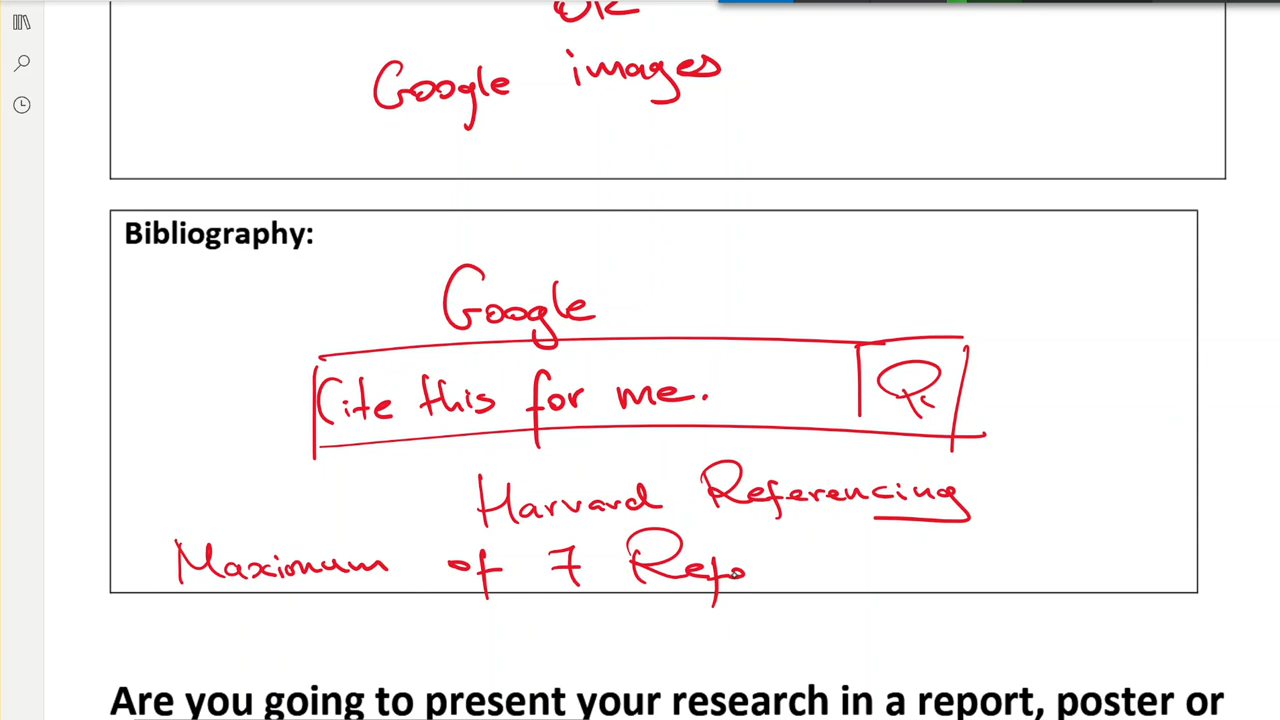 Google images
Bibliography:
Google
Cite this for me.
Harvard Referencing
Maximum of 7
Are you going to present your research in a report, poster or